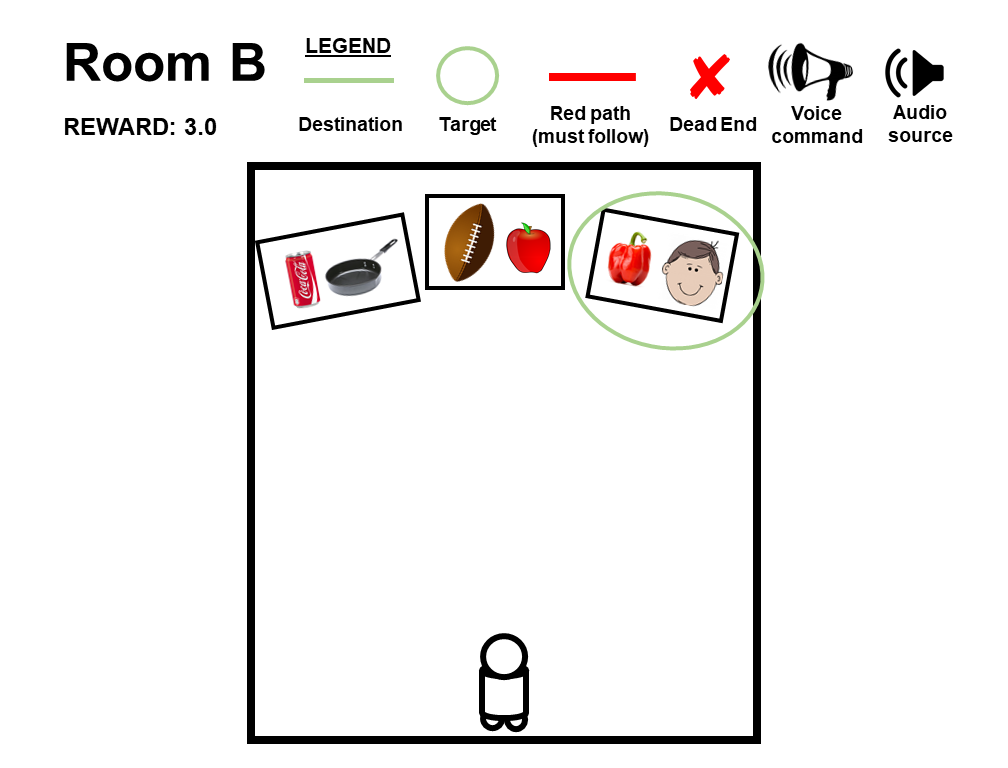 Room B
REWARD: 3.0
LEGEND
Destination
Target
Red path
(must follow)
Dead End
Voice
command
Audio
source
Coca-Cola